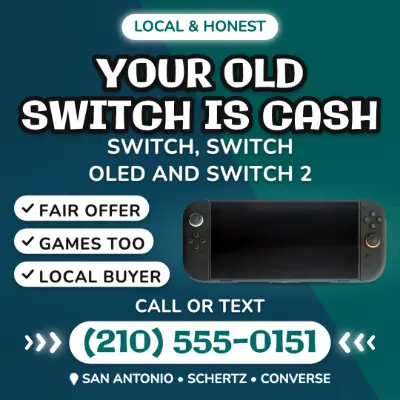 LOCAL & HONEST
YOUR OLD
SWITCH IS CASH
SWITCH, SWITCH
OLED AND SWITCH 2
FAIR OFFER
GAMES TOO
LOCAL BUYER
CALL OR TEXT
(210) 555-0151
SAN ANTONIO • SCHERTZ • CONVERSE